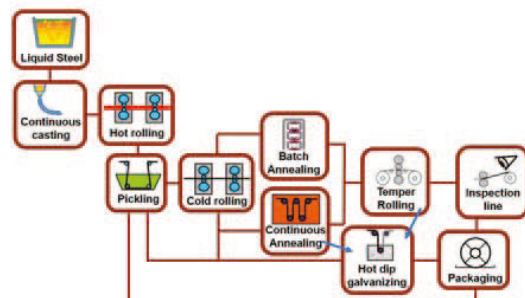 Liquid Steel
Continuous
casting
Hot rolling
Pickling
Cold rolling
Batch
Annealing
Continuous
Annealing
Temper
Rolling
Inspection
line
Hot dip
galvanizing
Packaging